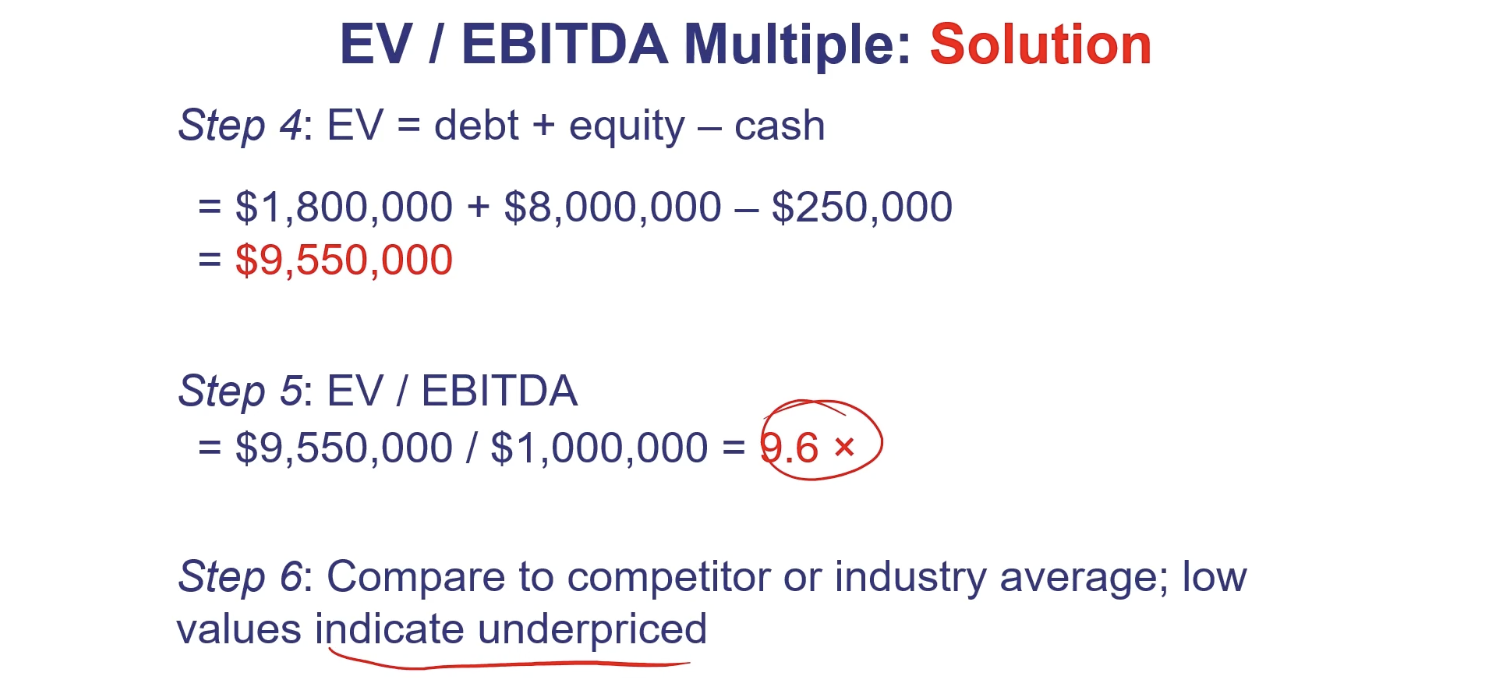 EV / EBITDA Multiple: Solution
Step 4: EV = debt + equity – cash
= $1,800,000 + $8,000,000 – $250,000
= $9,550,000
Step 5: EV / EBITDA
= $9,550,000 / $1,000,000 = 9.6 ×
Step 6: Compare to competitor or industry average; low
values indicate underpriced